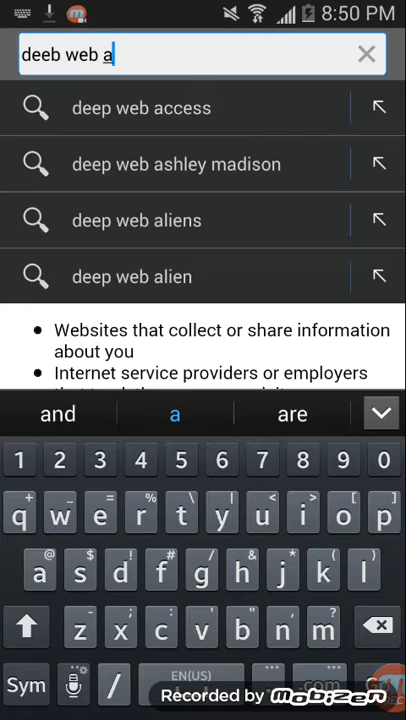 8:50 PM
deeb web a
deep web access
deep web ashley madison
deep web aliens
deep web alien
Websites that collect or share information
about you
Internet service providers or employers
and a are
1 2 3 4 5 6 7 8 9 0
+ _ = % \ | < > [ ]
q w e r t y u i o p
@ $ ! # / & * ( )
a s d f g h j k l
- ; : , " ?
z x c v b n m
EN(US)
Sym / .com Go
Recorded by mobizen